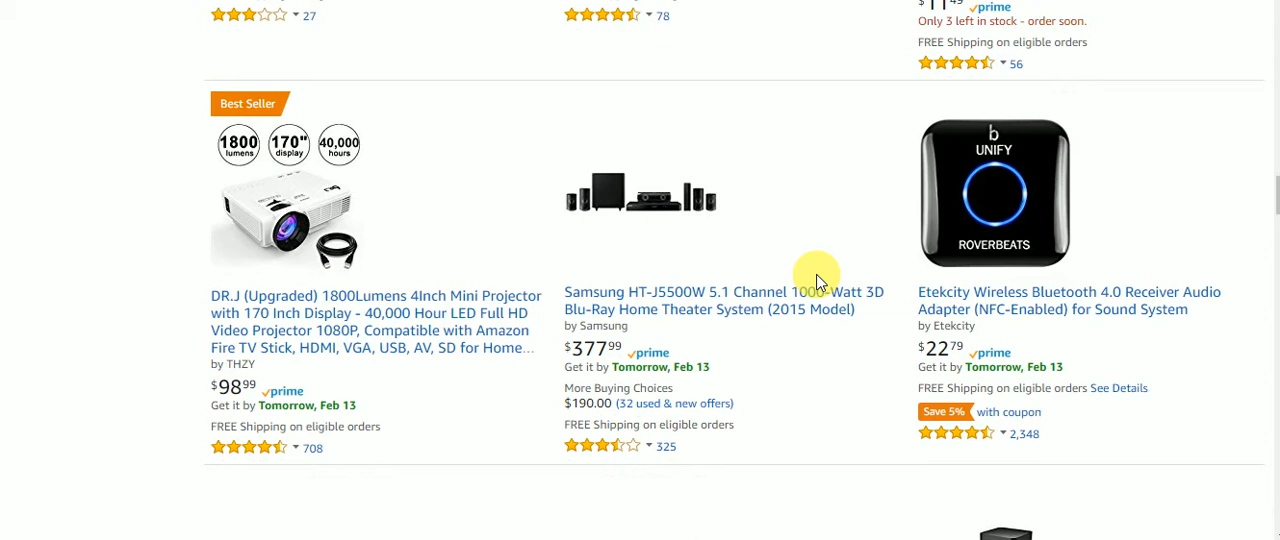 27
78
$11 49 prime
Only 3 left in stock - order soon.
FREE Shipping on eligible orders
56
Best Seller
1800 lumens
170" display
40,000 hours
DR.J (Upgraded) 1800Lumens 4Inch Mini Projector
with 170 Inch Display - 40,000 Hour LED Full HD
Video Projector 1080P, Compatible with Amazon
Fire TV Stick, HDMI, VGA, USB, AV, SD for Home...
by THZY
$98 99 prime
Get it by Tomorrow, Feb 13
FREE Shipping on eligible orders
708
Samsung HT-J5500W 5.1 Channel 1000-Watt 3D
Blu-Ray Home Theater System (2015 Model)
by Samsung
$377 99 prime
Get it by Tomorrow, Feb 13
More Buying Choices
$190.00 (32 used & new offers)
FREE Shipping on eligible orders
325
b
UNIFY
ROVERBEATS
Etekcity Wireless Bluetooth 4.0 Receiver Audio
Adapter (NFC-Enabled) for Sound System
by Etekcity
$22 79 prime
Get it by Tomorrow, Feb 13
FREE Shipping on eligible orders See Details
Save 5% with coupon
2,348